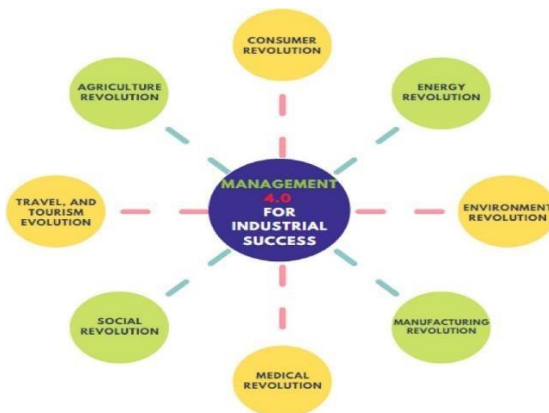 CONSUMER
REVOLUTION
AGRICULTURE
REVOLUTION
ENERGY
REVOLUTION
MANAGEMENT
4.0
FOR
INDUSTRIAL
SUCCESS
TRAVEL, AND
TOURISM
EVOLUTION
ENVIRONMENT
REVOLUTION
SOCIAL
REVOLUTION
MANUFACTURING
REVOLUTION
MEDICAL
REVOLUTION